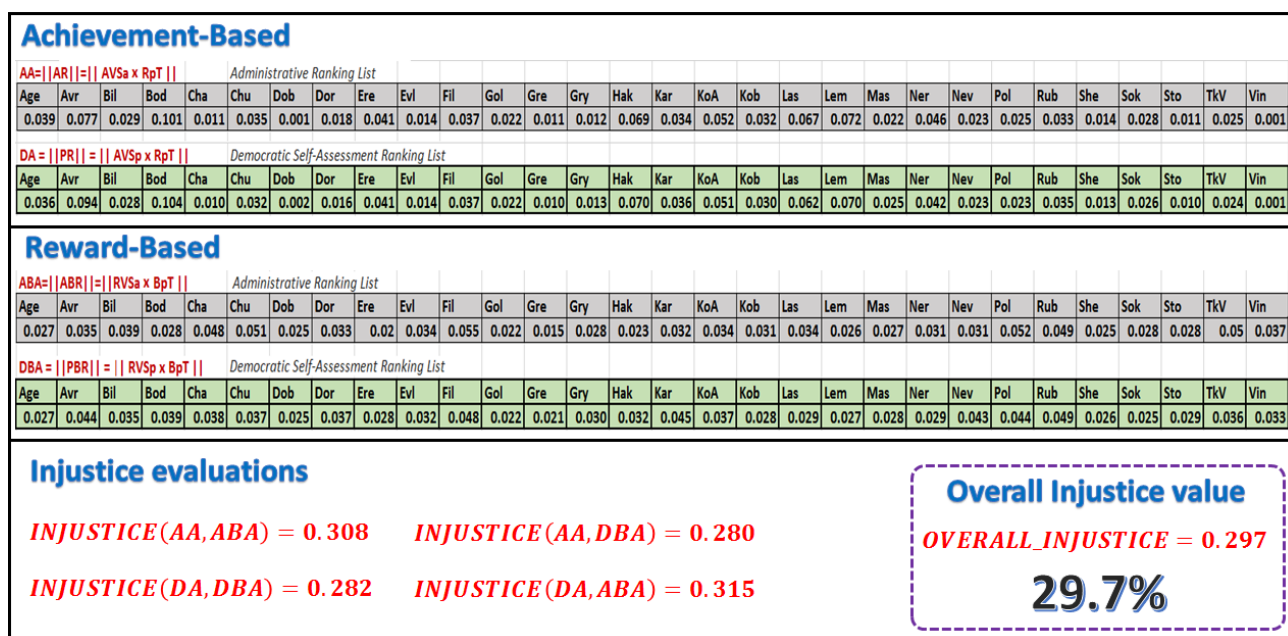 Achievement-Based
AA=||AR||=|| AVSa x RpT || Administrative Ranking List
Age Avr Bil Bod Cha Chu Dob Dor Ere Evl Fil Gol Gre Gry Hak Kar KoA Kob Las Lem Mas Ner Nev Pol Rub She Sok Sto TkV Vin
0.039 0.077 0.029 0.101 0.011 0.035 0.001 0.018 0.041 0.014 0.037 0.022 0.011 0.012 0.069 0.034 0.052 0.032 0.067 0.072 0.022 0.046 0.023 0.025 0.033 0.014 0.028 0.011 0.025 0.001
DA = ||PR|| = || AVSp x RpT || Democratic Self-Assessment Ranking List
Age Avr Bil Bod Cha Chu Dob Dor Ere Evl Fil Gol Gre Gry Hak Kar KoA Kob Las Lem Mas Ner Nev Pol Rub She Sok Sto TkV Vin
0.036 0.094 0.028 0.104 0.010 0.032 0.002 0.016 0.041 0.014 0.037 0.022 0.010 0.013 0.070 0.036 0.051 0.030 0.062 0.070 0.025 0.042 0.023 0.023 0.035 0.013 0.026 0.010 0.024 0.001
Reward-Based
ABA=||ABR||=||RVSa x BpT || Administrative Ranking List
Age Avr Bil Bod Cha Chu Dob Dor Ere Evl Fil Gol Gre Gry Hak Kar KoA Kob Las Lem Mas Ner Nev Pol Rub She Sok Sto TkV Vin
0.027 0.035 0.039 0.028 0.048 0.051 0.025 0.033 0.02 0.034 0.055 0.022 0.015 0.028 0.023 0.032 0.034 0.031 0.034 0.026 0.027 0.031 0.031 0.052 0.049 0.025 0.028 0.028 0.05 0.037
DBA = ||PBR|| = || RVSp x BpT || Democratic Self-Assessment Ranking List
Age Avr Bil Bod Cha Chu Dob Dor Ere Evl Fil Gol Gre Gry Hak Kar KoA Kob Las Lem Mas Ner Nev Pol Rub She Sok Sto TkV Vin
0.027 0.044 0.035 0.039 0.038 0.037 0.025 0.037 0.028 0.032 0.048 0.022 0.021 0.030 0.032 0.045 0.037 0.028 0.029 0.027 0.028 0.029 0.043 0.044 0.049 0.026 0.025 0.029 0.036 0.033
Injustice evaluations
INJUSTICE(AA, ABA) = 0.308 INJUSTICE(AA, DBA) = 0.280
INJUSTICE(DA, DBA) = 0.282 INJUSTICE(DA, ABA) = 0.315
Overall Injustice value
OVERALL_INJUSTICE = 0.297
29.7%